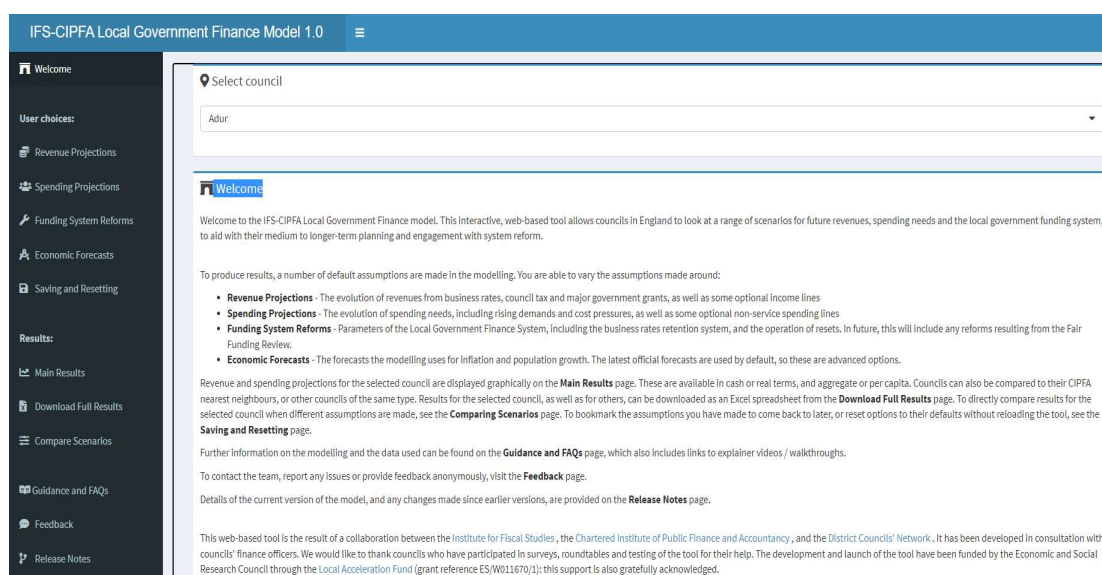 IFS-CIPFA Local Government Finance Model 1.0
Welcome
User choices:
Revenue Projections
Spending Projections
Funding System Reforms
Economic Forecasts
Saving and Resetting
Results:
Main Results
Download Full Results
Compare Scenarios
Guidance and FAQs
Feedback
Release Notes
Select council
Adur
Welcome
Welcome to the IFS-CIPFA Local Government Finance model. This interactive, web-based tool allows councils in England to look at a range of scenarios for future revenues, spending needs and the local government funding system,
to aid with their medium to longer-term planning and engagement with system reform.
To produce results, a number of default assumptions are made in the modelling. You are able to vary the assumptions made around:
• Revenue Projections - The evolution of revenues from business rates, council tax and major government grants, as well as some optional income lines
• Spending Projections - The evolution of spending needs, including rising demands and cost pressures, as well as some optional non-service spending lines
• Funding System Reforms - Parameters of the Local Government Finance System, including the business rates retention system, and the operation of resets. In future, this will include any reforms resulting from the Fair
Funding Review.
• Economic Forecasts - The forecasts the modelling uses for inflation and population growth. The latest official forecasts are used by default, so these are advanced options.
Revenue and spending projections for the selected council are displayed graphically on the Main Results page. These are available in cash or real terms, and aggregate or per capita. Councils can also be compared to their CIPFA
nearest neighbours, or other councils of the same type. Results for the selected council, as well as for others, can be downloaded as an Excel spreadsheet from the Download Full Results page. To directly compare results for the
selected council when different assumptions are made, see the Comparing Scenarios page. To bookmark the assumptions you have made to come back to later, or reset options to their defaults without reloading the tool, see the
Saving and Resetting page.
Further information on the modelling and the data used can be found on the Guidance and FAQs page, which also includes links to explainer videos / walkthroughs.
To contact the team, report any issues or provide feedback anonymously, visit the Feedback page.
Details of the current version of the model, and any changes made since earlier versions, are provided on the Release Notes page.
This web-based tool is the result of a collaboration between the Institute for Fiscal Studies , the Chartered Institute of Public Finance and Accountancy , and the District Councils' Network . It has been developed in consultation with
councils' finance officers. We would like to thank councils who have participated in surveys, roundtables and testing of the tool for their help. The development and launch of the tool have been funded by the Economic and Social
Research Council through the Local Acceleration Fund (grant reference ES/W011670/1): this support is also gratefully acknowledged.